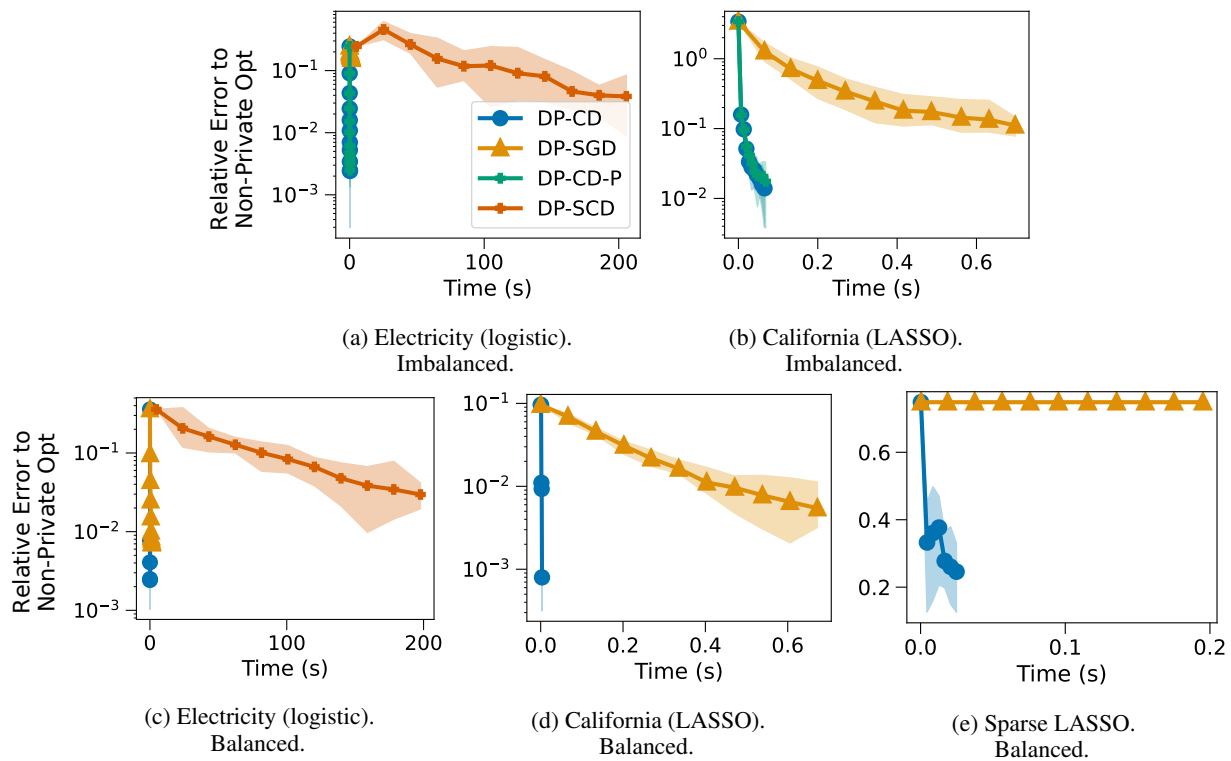 Relative Error to
Non-Private Opt
10⁻¹
10⁻²
10⁻³
0
100
200
Time (s)
DP-CD
DP-SGD
DP-CD-P
DP-SCD
(a) Electricity (logistic).
Imbalanced.
10⁰
10⁻¹
10⁻²
0.0
0.2
0.4
0.6
Time (s)
(b) California (LASSO).
Imbalanced.
Relative Error to
Non-Private Opt
10⁻¹
10⁻²
10⁻³
0
100
200
Time (s)
(c) Electricity (logistic).
Balanced.
10⁻¹
10⁻²
10⁻³
0.0
0.2
0.4
0.6
Time (s)
(d) California (LASSO).
Balanced.
0.6
0.4
0.2
0.0
0.1
0.2
Time (s)
(e) Sparse LASSO.
Balanced.